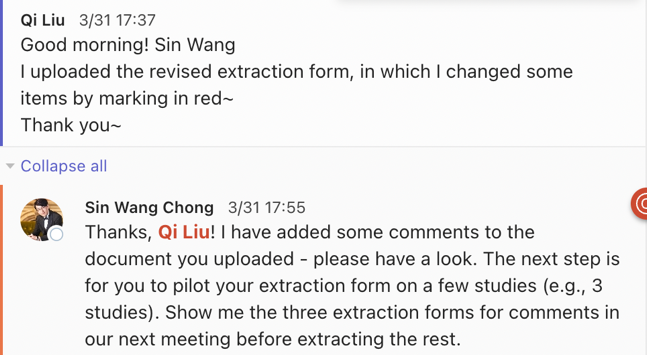 Qi Liu 3/31 17:37
Good morning! Sin Wang
I uploaded the revised extraction form, in which I changed some
items by marking in red~
Thank you~
Collapse all
Sin Wang Chong 3/31 17:55
Thanks, Qi Liu! I have added some comments to the
document you uploaded - please have a look. The next step is
for you to pilot your extraction form on a few studies (e.g., 3
studies). Show me the three extraction forms for comments in
our next meeting before extracting the rest.